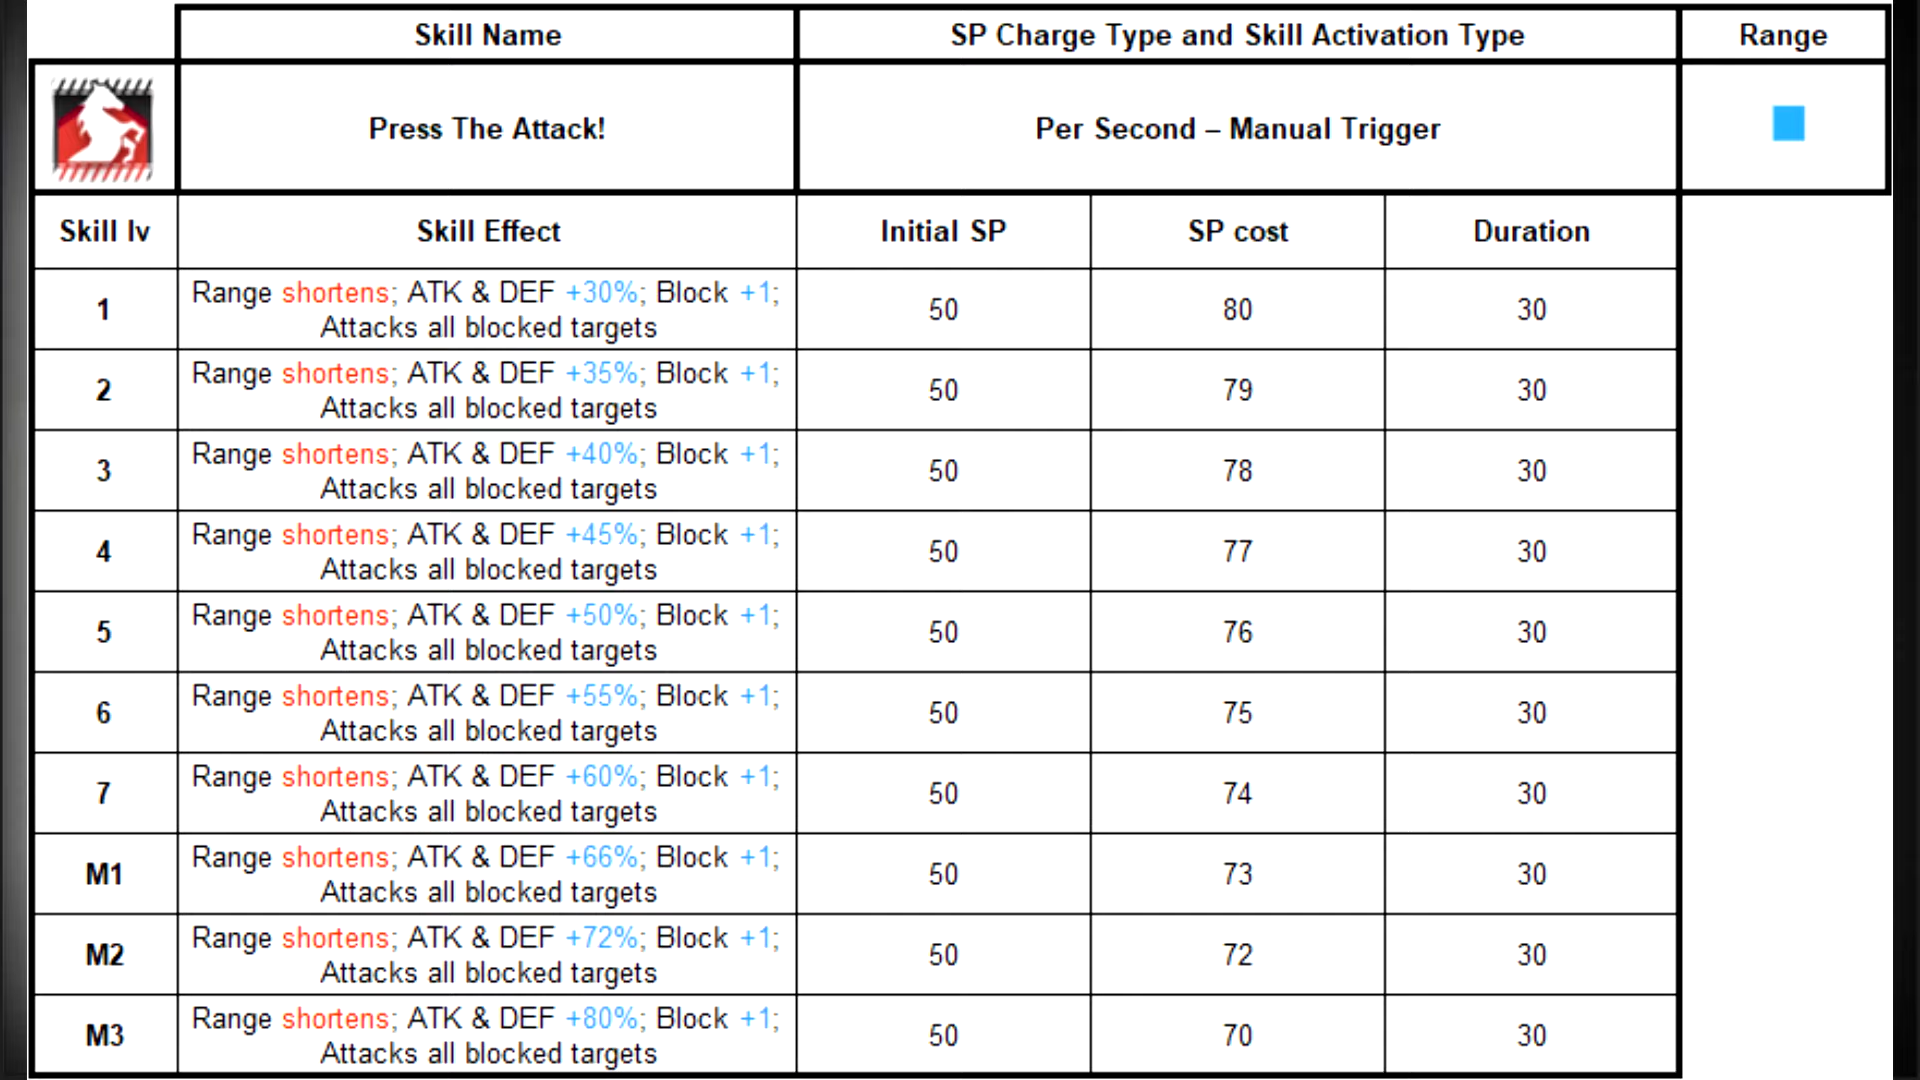 Skill Name SP Charge Type and Skill Activation Type Range
Press The Attack! Per Second – Manual Trigger
Skill lv Skill Effect Initial SP SP cost Duration
1 Range shortens; ATK & DEF +30%; Block +1; 50 80 30
Attacks all blocked targets
2 Range shortens; ATK & DEF +35%; Block +1; 50 79 30
Attacks all blocked targets
3 Range shortens; ATK & DEF +40%; Block +1; 50 78 30
Attacks all blocked targets
4 Range shortens; ATK & DEF +45%; Block +1; 50 77 30
Attacks all blocked targets
5 Range shortens; ATK & DEF +50%; Block +1; 50 76 30
Attacks all blocked targets
6 Range shortens; ATK & DEF +55%; Block +1; 50 75 30
Attacks all blocked targets
7 Range shortens; ATK & DEF +60%; Block +1; 50 74 30
Attacks all blocked targets
M1 Range shortens; ATK & DEF +66%; Block +1; 50 73 30
Attacks all blocked targets
M2 Range shortens; ATK & DEF +72%; Block +1; 50 72 30
Attacks all blocked targets
M3 Range shortens; ATK & DEF +80%; Block +1; 50 70 30
Attacks all blocked targets